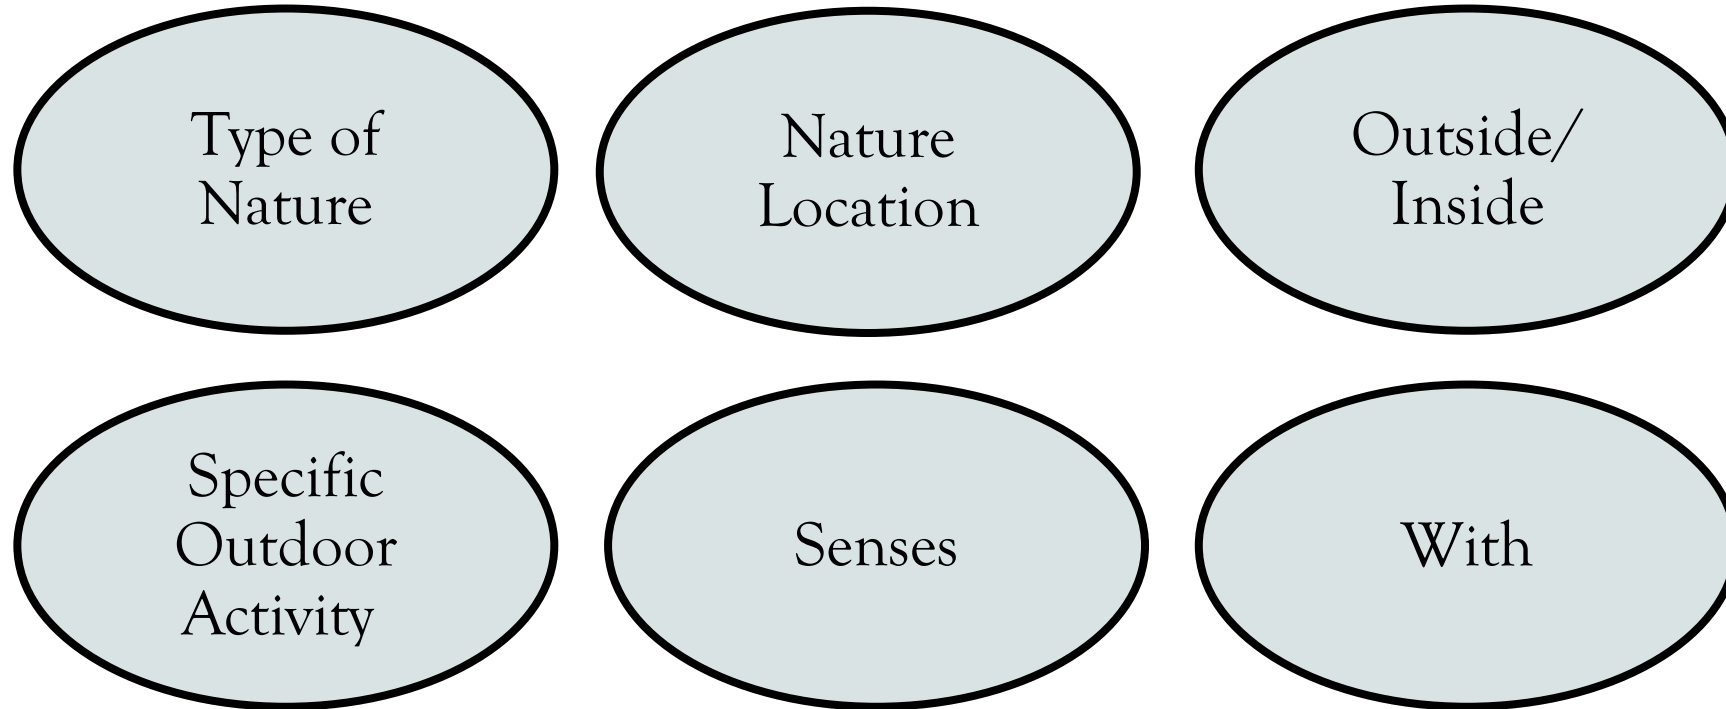 Type of
Nature
Nature
Location
Outside/
Inside
Specific
Outdoor
Activity
Senses
With